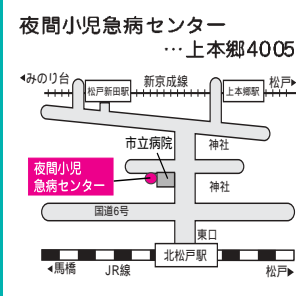 夜間小児急病センター
…上本郷4005
◀みのり台
新京成線
松戸▶
松戸新田駅
上本郷駅
市立病院
神社
夜間小児
急病センター
神社
国道6号
東口
北松戸駅
◀馬橋
JR線
松戸▶